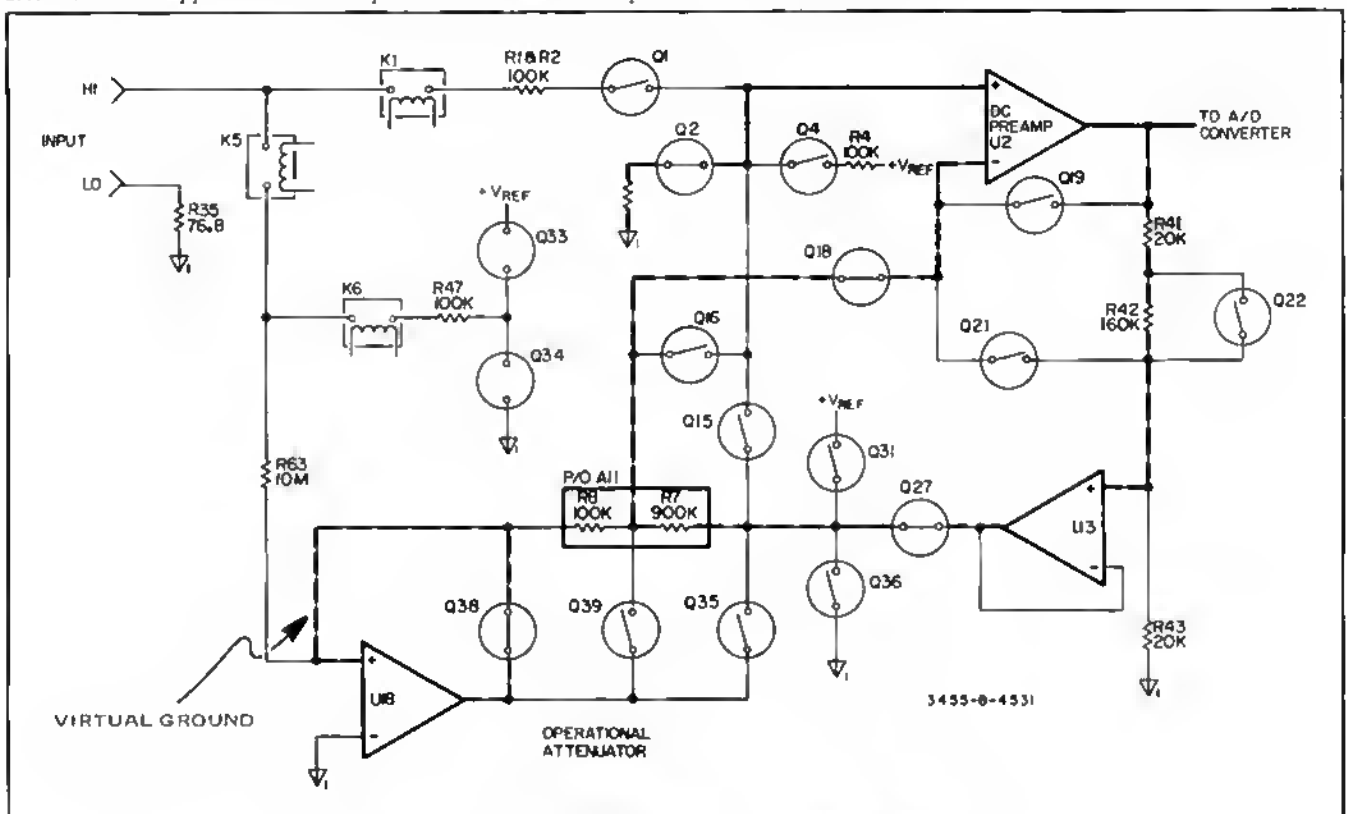 K1
R1&R2
100K
Q1
HI
INPUT
LO
K5
R35
76.8
Q2
Q4
R4
100K
+VREF
+
DC
PREAMP
U2
-
TO A/D
CONVERTER
Q19
R41
20K
R42
160K
Q22
+VREF
Q33
Q18
K6
R47
100K
Q34
Q16
Q21
Q15
+VREF
Q31
R63
10M
P/O A11
R8
100K
R7
900K
Q27
+
U13
-
Q38
Q39
Q35
Q36
R43
20K
+
U18
-
VIRTUAL GROUND
OPERATIONAL
ATTENUATOR
3455-B-4531